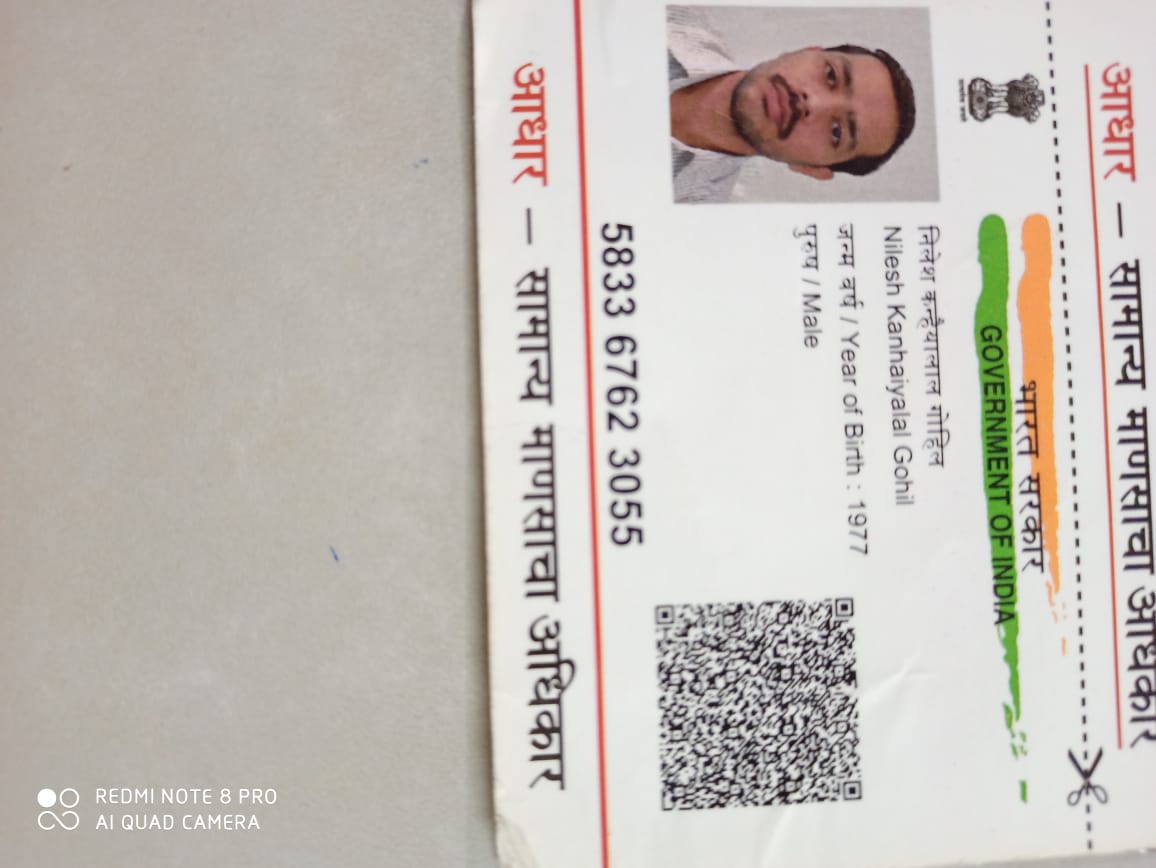 आधार – सामान्य माणसाचा अधिकार
भारत सरकार
GOVERNMENT OF INDIA
सत्यमेव जयते
निलेश कन्हैयालाल गोहिल
Nilesh Kanhaiyalal Gohil
जन्म वर्ष / Year of Birth : 1977
पुरुष / Male
5833 6762 3055
आधार – सामान्य माणसाचा अधिकार
REDMI NOTE 8 PRO
AI QUAD CAMERA